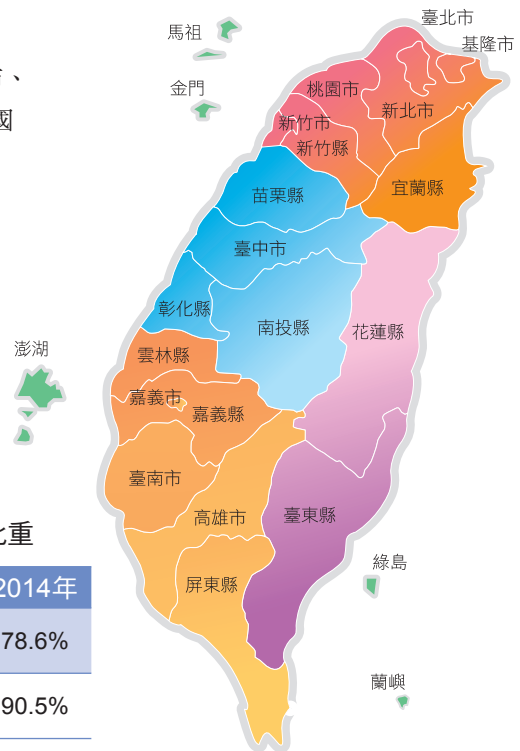 臺北市
馬祖
基隆市
、
桃園市
金門
新北市
國
新竹市
新竹縣
宜蘭縣
苗栗縣
臺中市
彰化縣
南投縣
花蓮縣
澎湖
雲林縣
嘉義市
嘉義縣
臺南市
高雄市
臺東縣
比重
綠島
2014年
屏東縣
78.6%
蘭嶼
90.5%